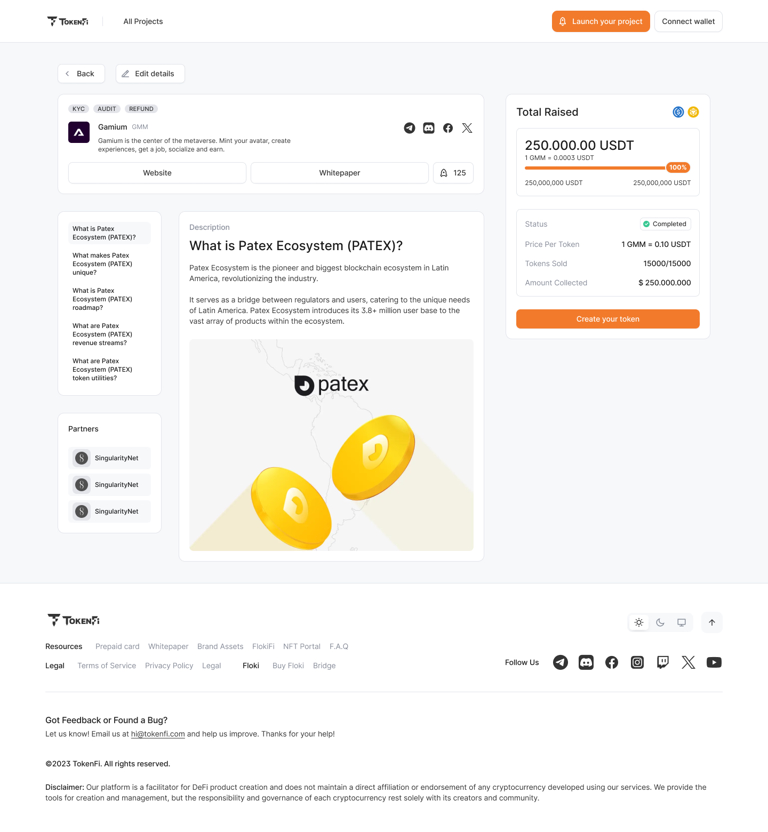 TOKENFI
All Projects
Launch your project
Connect wallet
Back
Edit details
KYC
AUDIT
REFUND
Gamium GMM
Gamium is the center of the metaverse. Mint your avatar, create
experiences, get a job, socialize and earn.
Website
Whitepaper
125
Total Raised
250.000.00 USDT
1 GMM = 0.0003 USDT
100%
250,000,000 USDT
250,000,000 USDT
Status
Completed
Price Per Token
1 GMM = 0.10 USDT
Tokens Sold
15000/15000
Amount Collected
$ 250.000.000
Create your token
What is Patex
Ecosystem (PATEX)?
What makes Patex
Ecosystem (PATEX)
unique?
What is Patex
Ecosystem (PATEX)
roadmap?
What are Patex
Ecosystem (PATEX)
revenue streams?
What are Patex
Ecosystem (PATEX)
token utilities?
Partners
SingularityNet
SingularityNet
SingularityNet
Description
What is Patex Ecosystem (PATEX)?
Patex Ecosystem is the pioneer and biggest blockchain ecosystem in Latin
America, revolutionizing the industry.
It serves as a bridge between regulators and users, catering to the unique needs
of Latin America. Patex Ecosystem introduces its 3.8+ million user base to the
vast array of products within the ecosystem.
patex
TOKENFI
Resources
Prepaid card
Whitepaper
Brand Assets
FlokiFi
NFT Portal
F.A.Q
Legal
Terms of Service
Privacy Policy
Legal
Floki
Buy Floki
Bridge
Follow Us
Got Feedback or Found a Bug?
Let us know! Email us at hi@tokenfi.com and help us improve. Thanks for your help!
©2023 TokenFi. All rights reserved.
Disclaimer: Our platform is a facilitator for DeFi product creation and does not maintain a direct affiliation or endorsement of any cryptocurrency developed using our services. We provide the
tools for creation and management, but the responsibility and governance of each cryptocurrency rest solely with its creators and community.